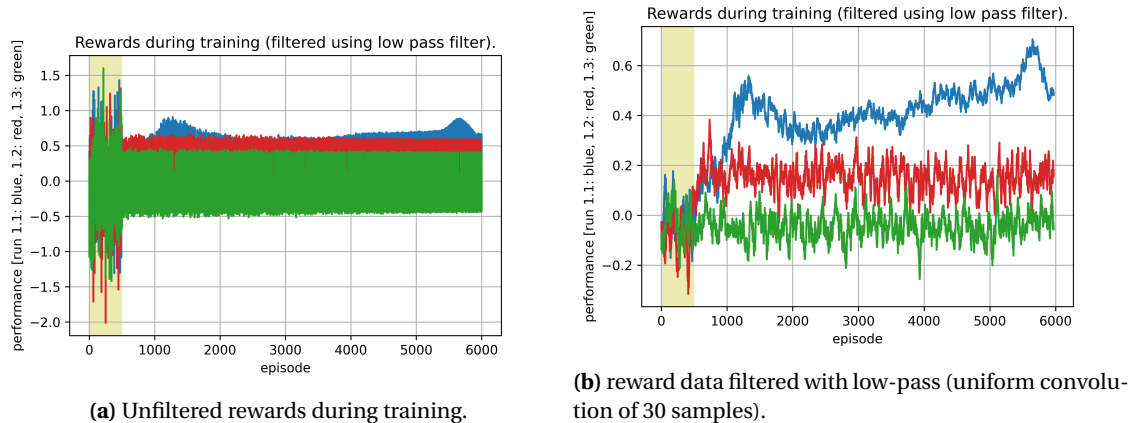 Rewards during training (filtered using low pass filter).
performance [run 1.1: blue, 1.2: red, 1.3: green]
1.5
1.0
0.5
0.0
−0.5
−1.0
−1.5
−2.0
0 1000 2000 3000 4000 5000 6000
episode
(a) Unfiltered rewards during training.
Rewards during training (filtered using low pass filter).
performance [run 1.1: blue, 1.2: red, 1.3: green]
0.6
0.4
0.2
0.0
−0.2
0 1000 2000 3000 4000 5000 6000
episode
(b) reward data filtered with low-pass (uniform convolu-
tion of 30 samples).